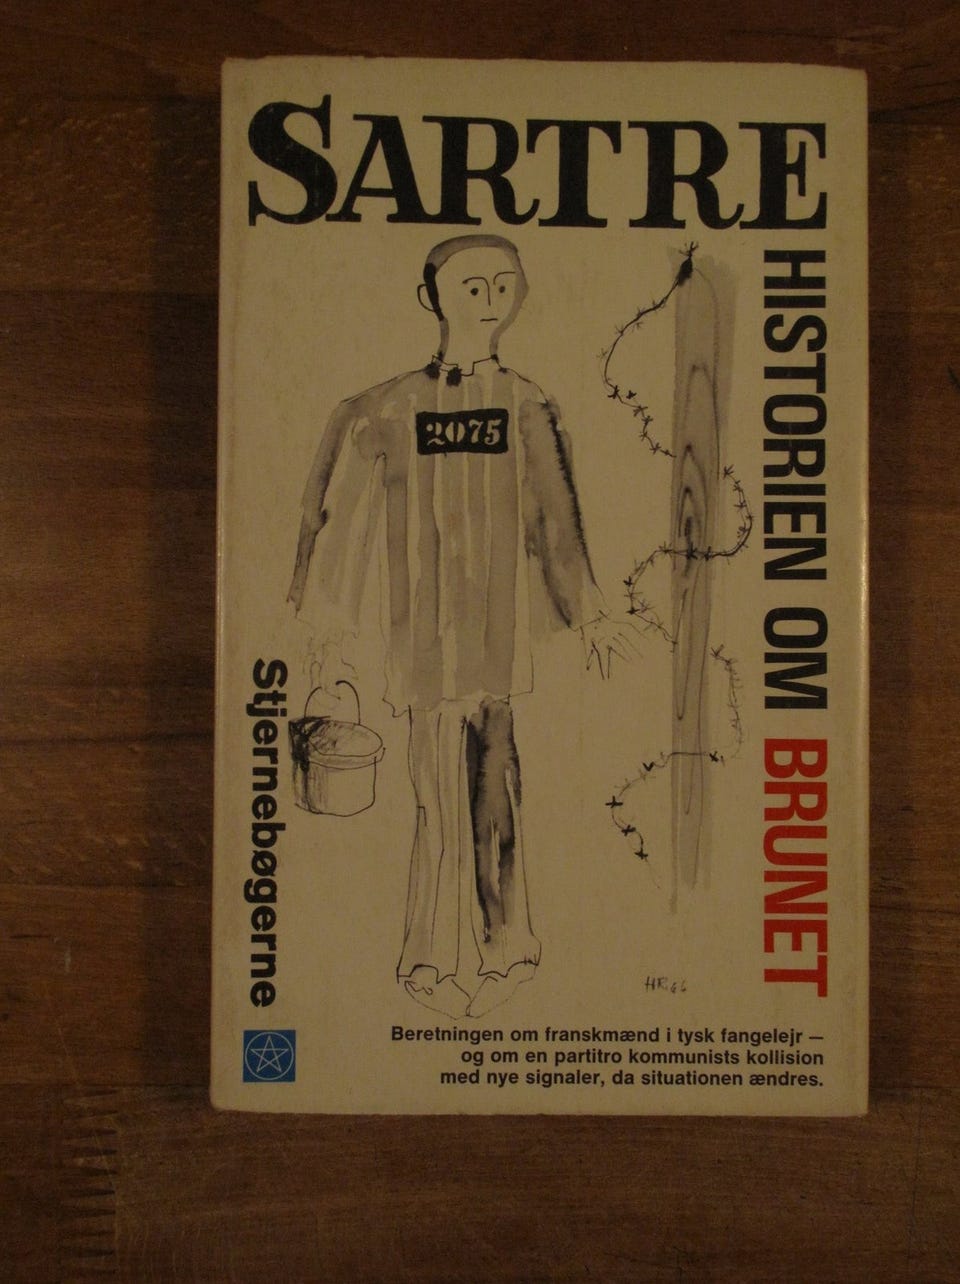 SARTRE
HISTORIEN OM BRUNET
2075
Stjernebøgerne
HR 66
Beretningen om franskmænd i tysk fangelejr —
og om en partitro kommunists kollision
med nye signaler, da situationen ændres.